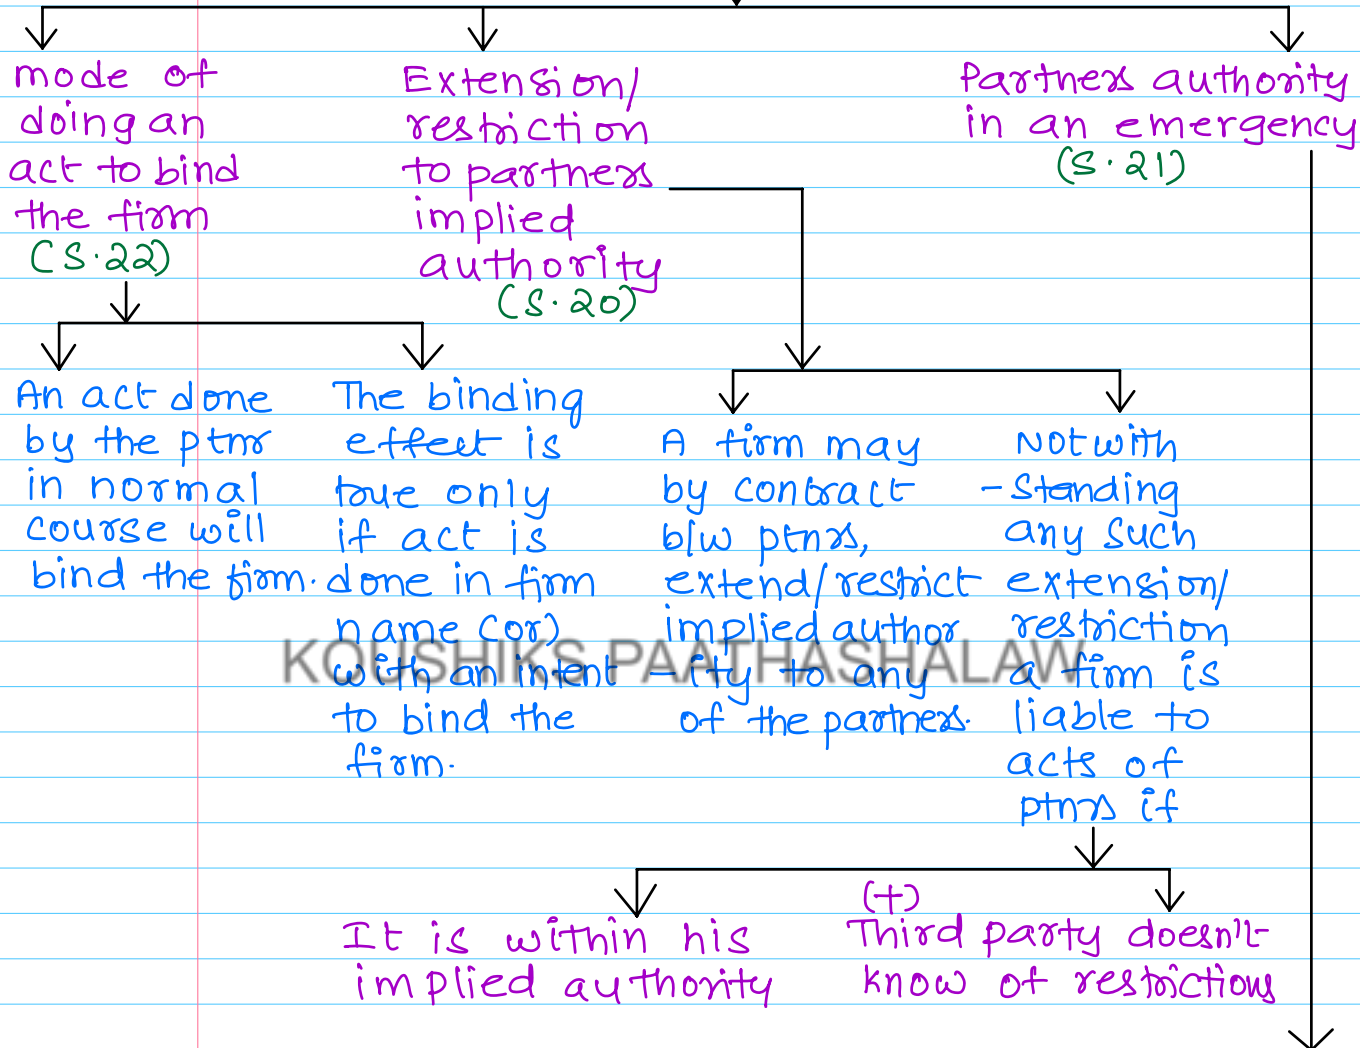 mode of
doing an
act to bind
the firm
(S.22)
Extension/
restriction
to partners
implied
authority
(S.20)
Partners authority
in an emergency
(S.21)
An act done
by the ptnr
in normal
course will
bind the firm.
The binding
effect is
true only
if act is
done in firm
name (or)
with an intent
to bind the
firm.
A firm may
by contract
b/w ptnrs,
extend/restrict
implied author
-ity to any
of the partners.
Notwith
-standing
any such
extension/
restriction
a firm is
liable to
acts of
ptnrs if
It is within his
implied authority
(+)
Third party doesn't
know of restrictions
KOUSHIKS PAATHASHALAW